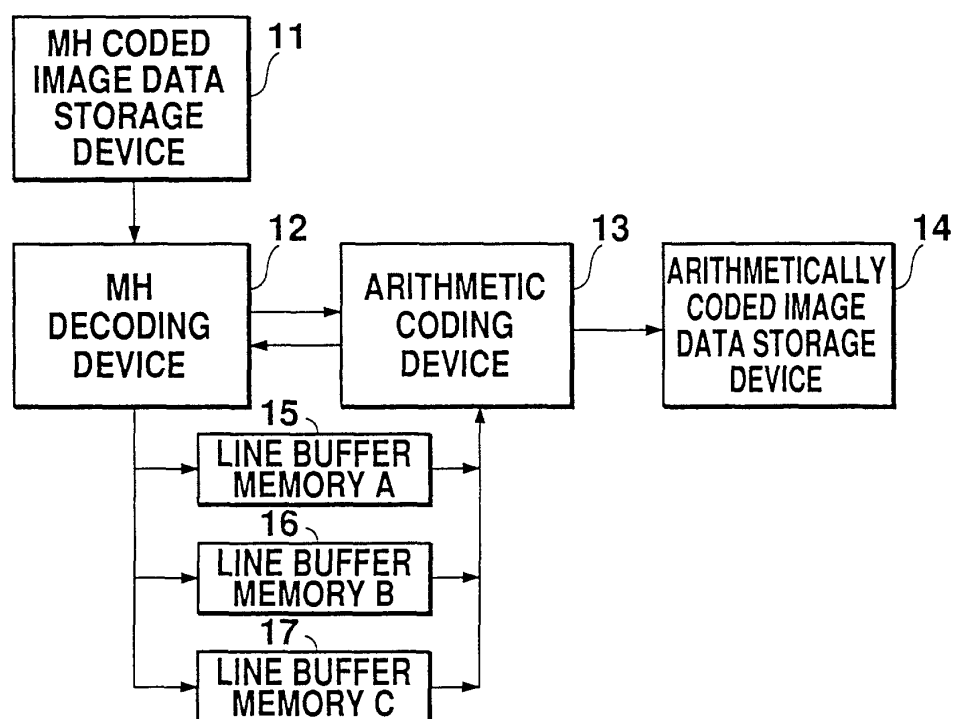 MH CODED
IMAGE DATA
STORAGE
DEVICE
11
MH
DECODING
DEVICE
12
ARITHMETIC
CODING
DEVICE
13
ARITHMETICALLY
CODED IMAGE
DATA STORAGE
DEVICE
14
15
LINE BUFFER
MEMORY A
16
LINE BUFFER
MEMORY B
17
LINE BUFFER
MEMORY C